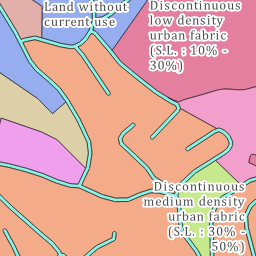 Land without
current use
Discontinuous
low density
urban fabric
(S.L. : 10% -
30%)
Discontinuous
medium density
urban fabric
(S.L. : 30% -
50%)